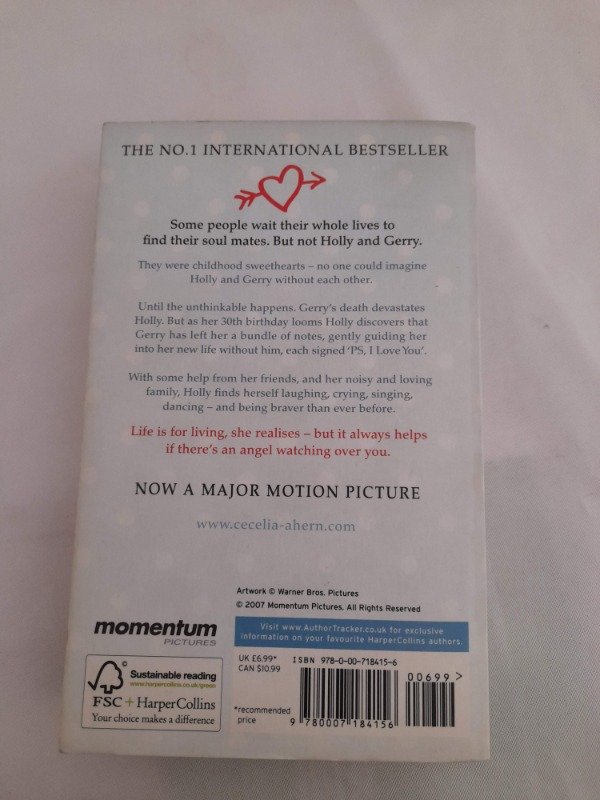 THE NO.1 INTERNATIONAL BESTSELLER
Some people wait their whole lives to
find their soul mates. But not Holly and Gerry.
They were childhood sweethearts – no one could imagine
Holly and Gerry without each other.
Until the unthinkable happens. Gerry's death devastates
Holly. But as her 30th birthday looms Holly discovers that
Gerry has left her a bundle of notes, gently guiding her
into her new life without him, each signed 'PS, I Love You'.
With some help from her friends, and her noisy and loving
family, Holly finds herself laughing, crying, singing,
dancing – and being braver than ever before.
Life is for living, she realises – but it always helps
if there's an angel watching over you.
NOW A MAJOR MOTION PICTURE
www.cecelia-ahern.com
Artwork © Warner Bros. Pictures
© 2007 Momentum Pictures. All Rights Reserved
momentum
PICTURES
Visit www.AuthorTracker.co.uk for exclusive
information on your favourite HarperCollins authors.
Sustainable reading
www.harpercollins.co.uk/green
FSC + HarperCollins
Your choice makes a difference
UK £6.99*
CAN $10.99
*recommended
price
ISBN 978-0-00-718415-6
00699 >
9 780007 184156